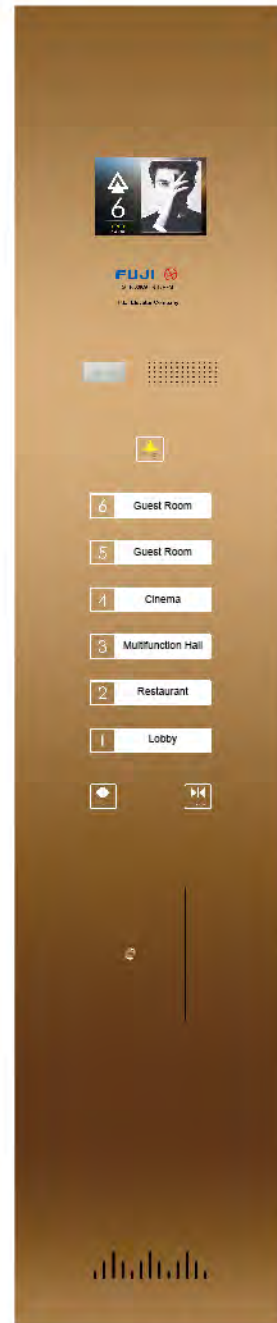 6
FUJI
6 Guest Room
5 Guest Room
4 Cinema
3 Multifunction Hall
2 Restaurant
1 Lobby